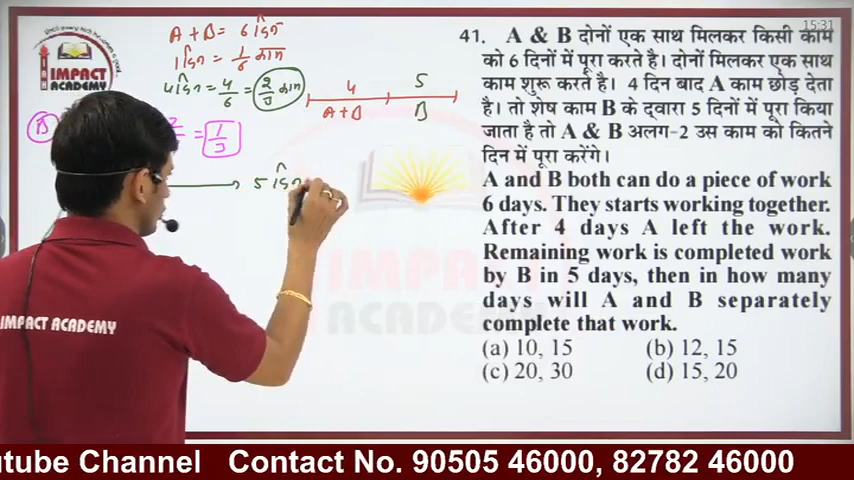 15:31
IMPACT
ACADEMY
A+B = 6 दिन
1 दिन = 1/6 काम
4 दिन = 4/6 = 2/3 काम
4 5
A+B B
B = 1/3
5 दिन
IMPACT ACADEMY
IMPACT
ACADEMY
41. A & B दोनों एक साथ मिलकर किसी काम
को 6 दिनों में पूरा करते है। दोनों मिलकर एक साथ
काम शुरू करते है। 4 दिन बाद A काम छोड़ देता
है। तो शेष काम B के द्वारा 5 दिनों में पूरा किया
जाता है तो A & B अलग-2 उस काम को कितने
दिन में पूरा करेंगे।
A and B both can do a piece of work
6 days. They starts working together.
After 4 days A left the work.
Remaining work is completed work
by B in 5 days, then in how many
days will A and B separately
complete that work.
(a) 10, 15 (b) 12, 15
(c) 20, 30 (d) 15, 20
utube Channel Contact No. 90505 46000, 82782 46000